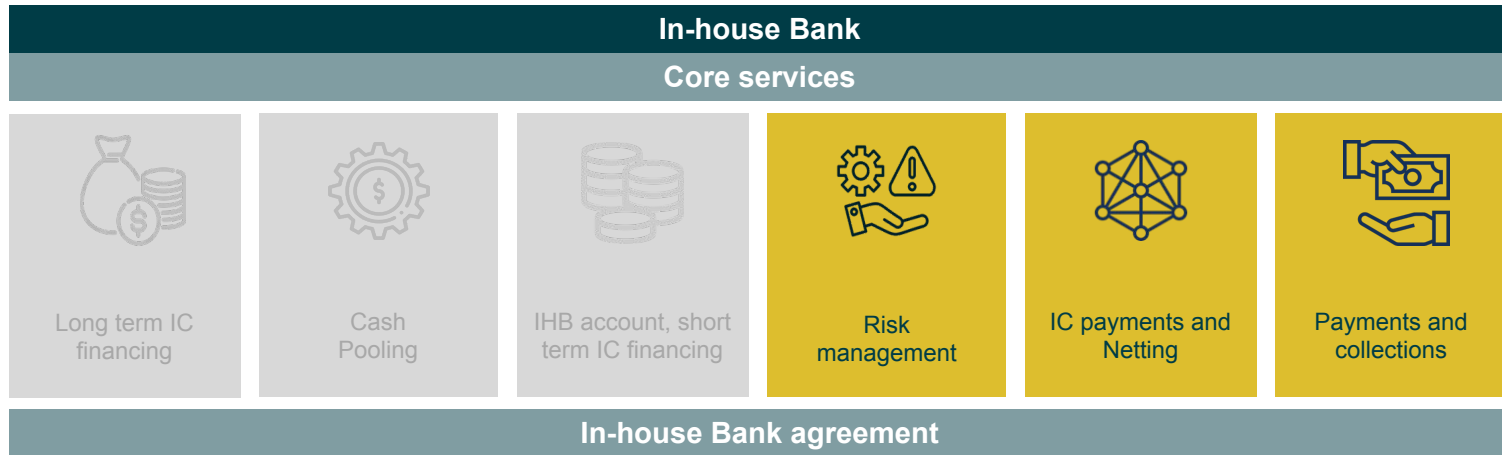 In-house Bank
Core services
Long term IC
financing
Cash
Pooling
IHB account, short
term IC financing
Risk
management
IC payments and
Netting
Payments and
collections
In-house Bank agreement